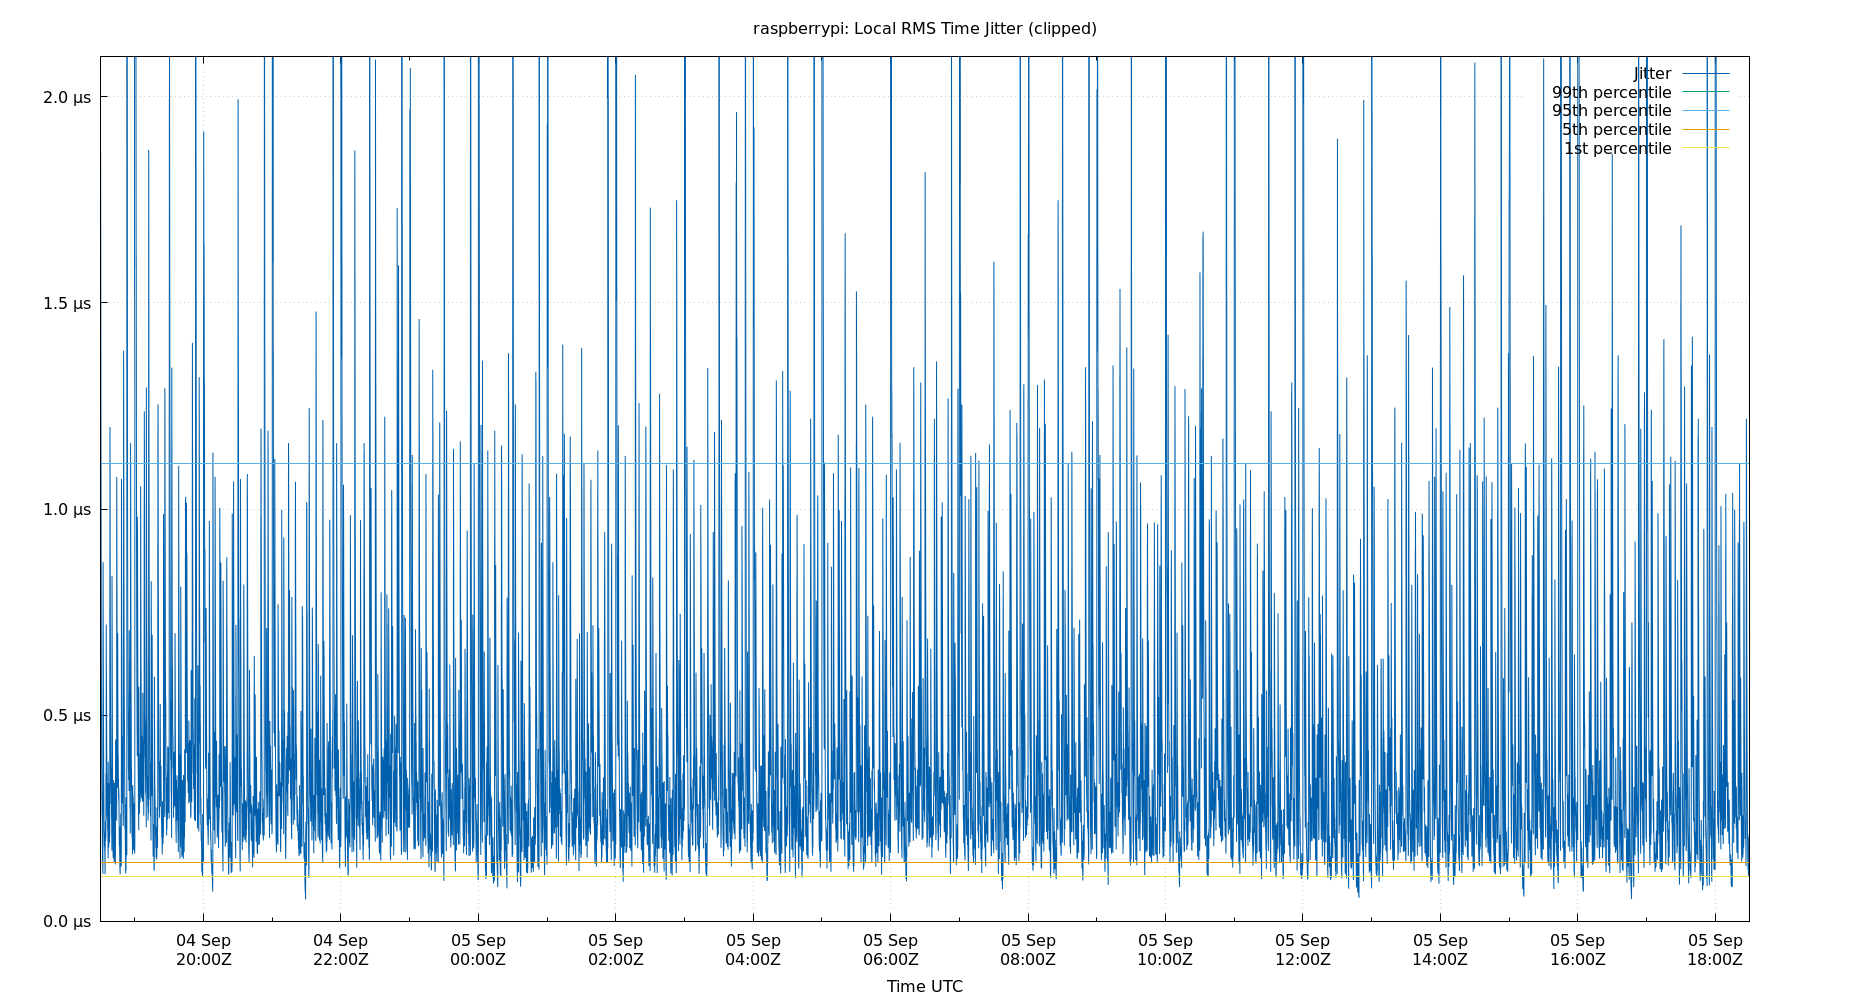 raspberrypi: Local RMS Time Jitter (clipped)
Jitter
99th percentile
95th percentile
5th percentile
1st percentile
2.0 µs
1.5 µs
1.0 µs
0.5 µs
0.0 µs
04 Sep 04 Sep 05 Sep 05 Sep 05 Sep 05 Sep 05 Sep 05 Sep 05 Sep 05 Sep 05 Sep 05 Sep
20:00Z 22:00Z 00:00Z 02:00Z 04:00Z 06:00Z 08:00Z 10:00Z 12:00Z 14:00Z 16:00Z 18:00Z
Time UTC